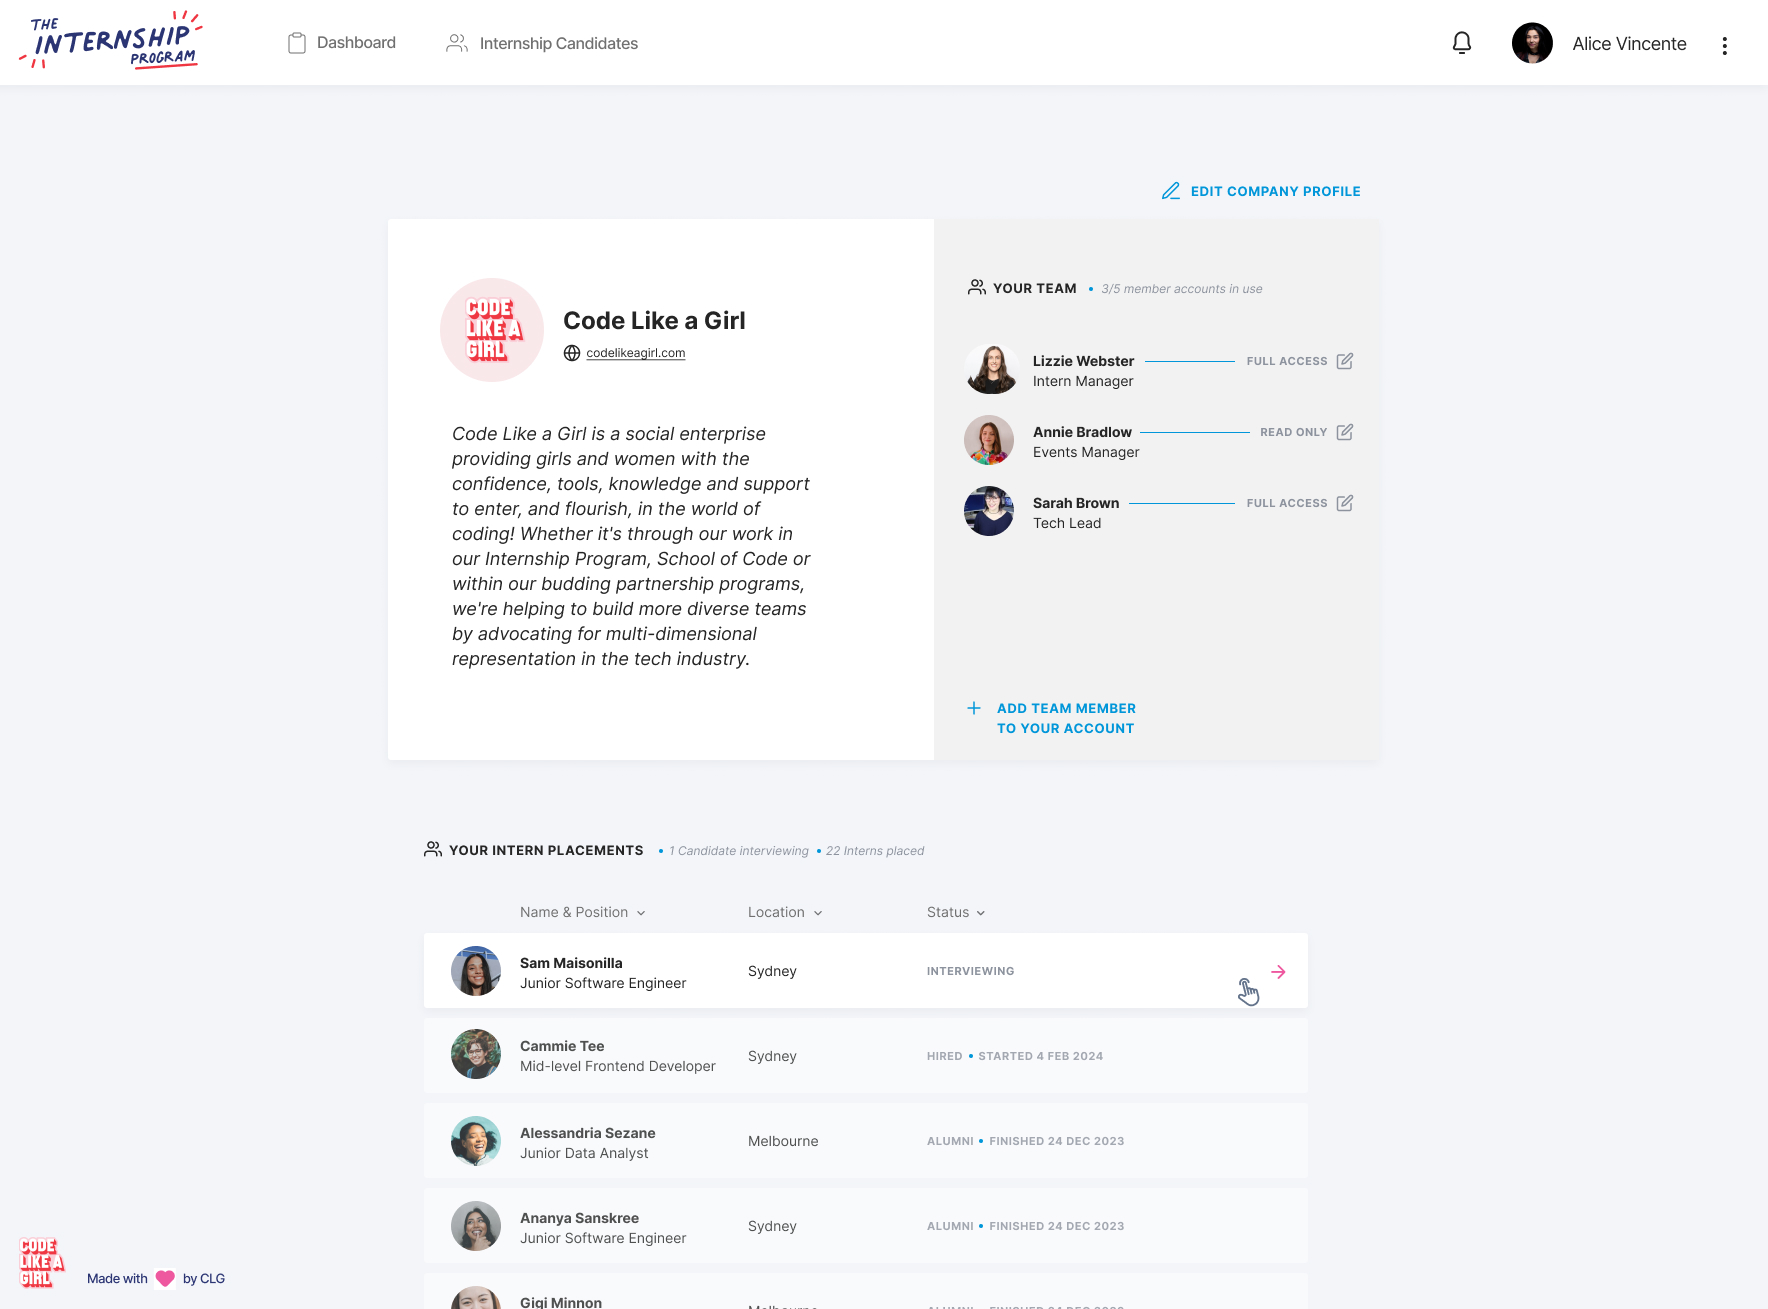 THE
INTERNSHIP
PROGRAM
Dashboard
Internship Candidates
Alice Vincente
EDIT COMPANY PROFILE
CODE
LIKE A
GIRL
Code Like a Girl
codelikeagirl.com
Code Like a Girl is a social enterprise
providing girls and women with the
confidence, tools, knowledge and support
to enter, and flourish, in the world of
coding! Whether it's through our work in
our Internship Program, School of Code or
within our budding partnership programs,
we're helping to build more diverse teams
by advocating for multi-dimensional
representation in the tech industry.
YOUR TEAM • 3/5 member accounts in use
Lizzie Webster FULL ACCESS
Intern Manager
Annie Bradlow READ ONLY
Events Manager
Sarah Brown FULL ACCESS
Tech Lead
ADD TEAM MEMBER
TO YOUR ACCOUNT
YOUR INTERN PLACEMENTS • 1 Candidate interviewing • 22 Interns placed
Name & Position Location Status
Sam Maisonilla
Junior Software Engineer
Sydney
INTERVIEWING
Cammie Tee
Mid-level Frontend Developer
Sydney
HIRED • STARTED 4 FEB 2024
Alessandria Sezane
Junior Data Analyst
Melbourne
ALUMNI • FINISHED 24 DEC 2023
Ananya Sanskree
Junior Software Engineer
Sydney
ALUMNI • FINISHED 24 DEC 2023
Gigi Minnon
CODE
LIKE A
GIRL
Made with by CLG